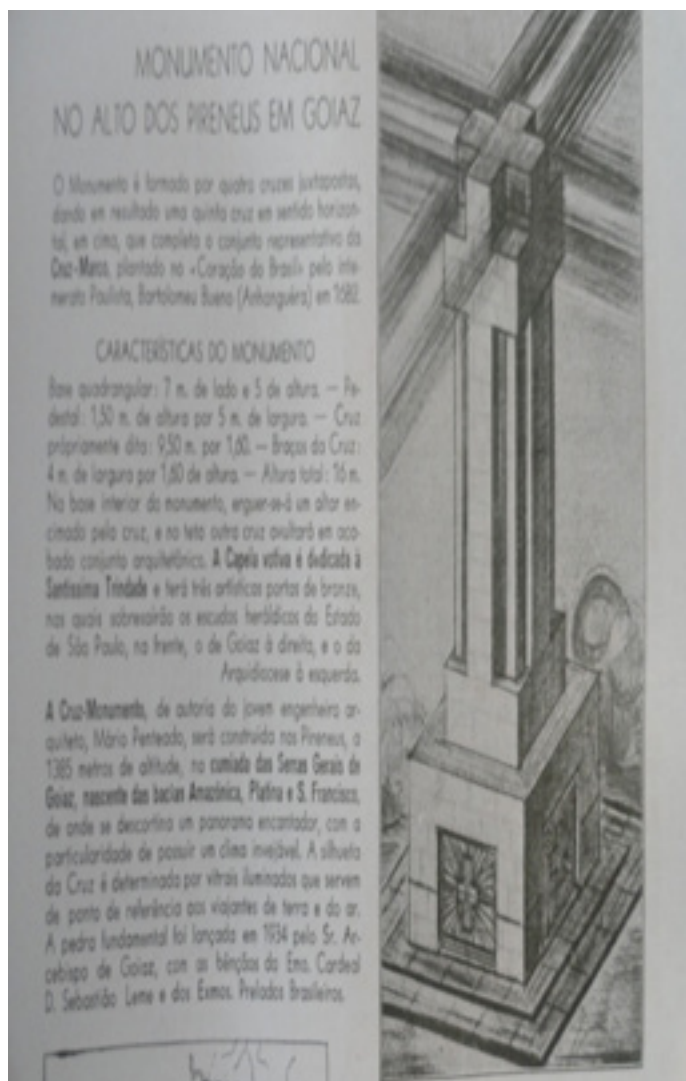 MONUMENTO NACIONAL
NO ALTO DOS PIRENEUS EM GOIAZ
O Monumento é formado por quatro cruzes juxtapostas,
dando em resultado uma quinta cruz em sentido horizon-
tal, em cima, que completa o conjunto representativo da
Cruz-Marco, plantado no «Coração do Brasil» pelo inte-
merato Paulista, Bartolomeu Bueno (Anhanguéra) em 1682.
CARACTERÍSTICAS DO MONUMENTO
Base quadrangular: 7 m. de lado e 5 de altura. — Pe-
destal: 1,50 m. de altura por 5 m. de largura. — Cruz
própriamente dita: 9,50 m. por 1,60. — Braços da Cruz:
4 m. de largura por 1,60 de altura. — Altura total: 16 m.
Na base interior do monumento, erguer-se-á um altar en-
cimado pela cruz, e no teto outra cruz avultará em aca-
bado conjunto arquitetônico. A Capela votiva é dedicada à
Santíssima Trindade e terá três artísticas portas de bronze,
nas quais sobresairão os escudos heráldicos do Estado
de São Paulo, na frente, o de Goiaz à direita, e o da
Arquidiocese à esquerda.
A Cruz-Monumento, de autoria do jovem engenheiro ar-
quiteto, Mário Penteado, será construida nos Pireneus, a
1385 metros de altitude, na cumiada das Serras Gerais de
Goiaz, nascente das bacias Amazônica, Platina e S. Francisco,
de onde se descortina um panorama encantador, com a
particularidade de possuir um clima invejável. A silhueta
da Cruz é determinada por vitrais iluminados que servem
de ponto de referência aos viajantes de terra e do ar.
A pedra fundamental foi lançada em 1934 pelo Sr. Ar-
cebispo de Goiaz, com as bênçãos do Emo. Cardeal
D. Sebastião Leme e dos Exmos. Prelados Brasileiros.